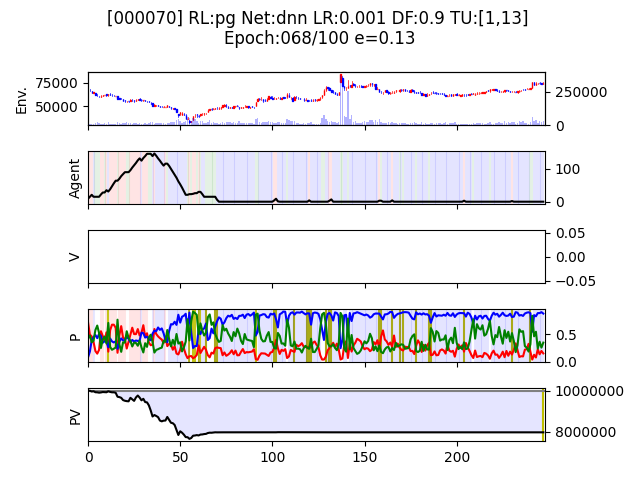 [000070] RL:pg Net:dnn LR:0.001 DF:0.9 TU:[1,13]
Epoch:068/100 e=0.13
Env.
75000
50000
250000
0
Agent
100
0
V
0.05
0.00
−0.05
P
0.5
0.0
PV
10000000
8000000
0 50 100 150 200